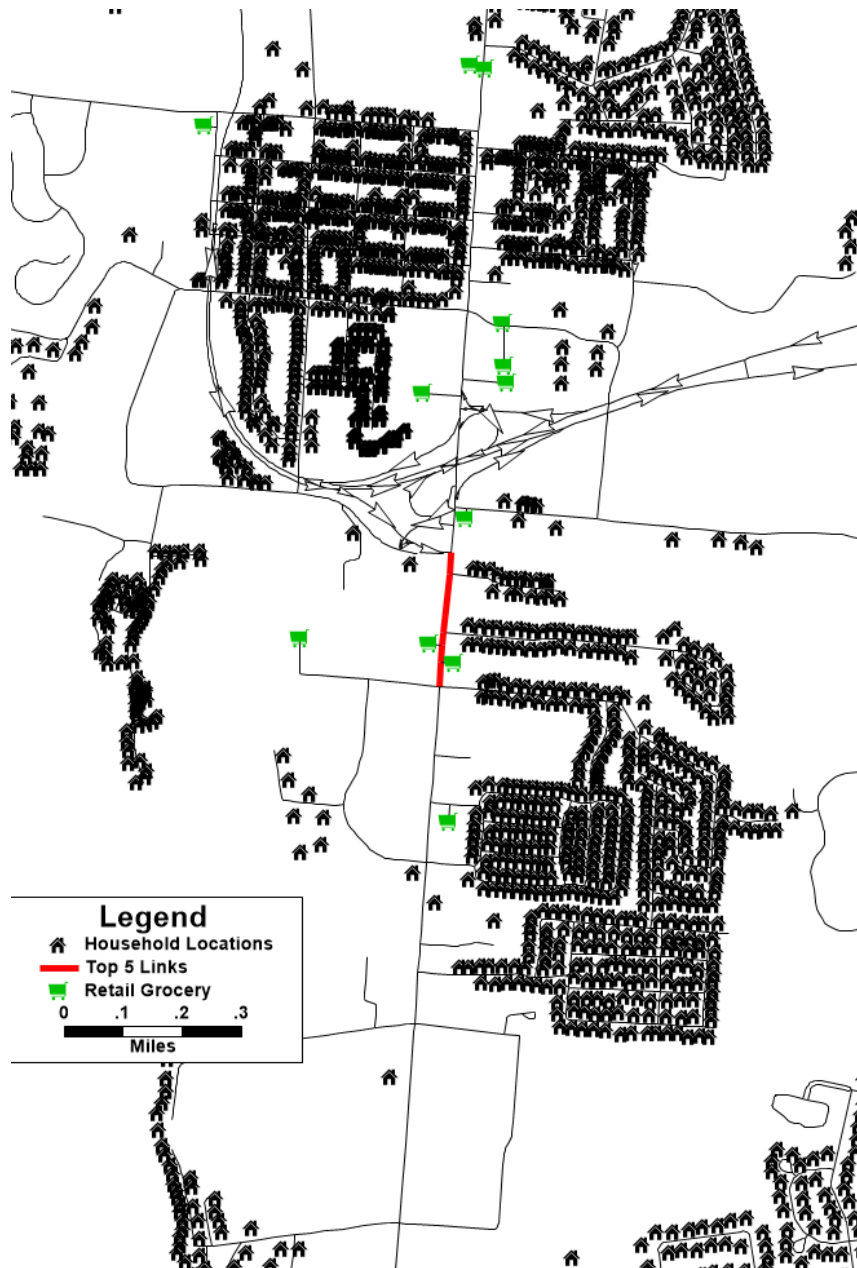 Legend
Household Locations
Top 5 Links
Retail Grocery
0 .1 .2 .3
Miles